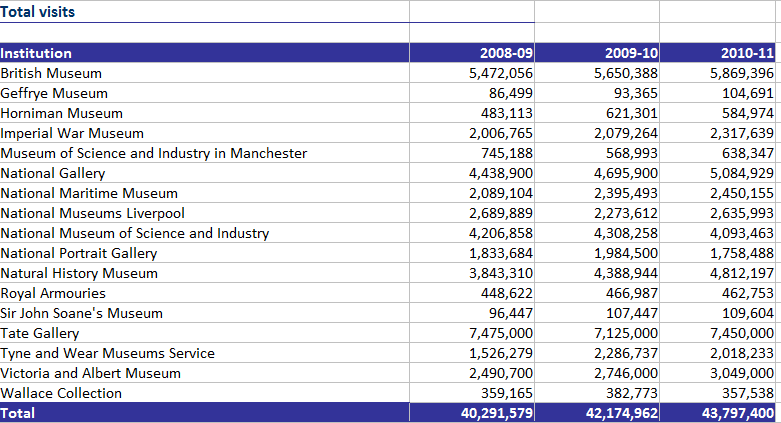 Total visits
Institution 2008-09 2009-10 2010-11
British Museum 5,472,056 5,650,388 5,869,396
Geffrye Museum 86,499 93,365 104,691
Horniman Museum 483,113 621,301 584,974
Imperial War Museum 2,006,765 2,079,264 2,317,639
Museum of Science and Industry in Manchester 745,188 568,993 638,347
National Gallery 4,438,900 4,695,900 5,084,929
National Maritime Museum 2,089,104 2,395,493 2,450,155
National Museums Liverpool 2,689,889 2,273,612 2,635,993
National Museum of Science and Industry 4,206,858 4,308,258 4,093,463
National Portrait Gallery 1,833,684 1,984,500 1,758,488
Natural History Museum 3,843,310 4,388,944 4,812,197
Royal Armouries 448,622 466,987 462,753
Sir John Soane's Museum 96,447 107,447 109,604
Tate Gallery 7,475,000 7,125,000 7,450,000
Tyne and Wear Museums Service 1,526,279 2,286,737 2,018,233
Victoria and Albert Museum 2,490,700 2,746,000 3,049,000
Wallace Collection 359,165 382,773 357,538
Total 40,291,579 42,174,962 43,797,400